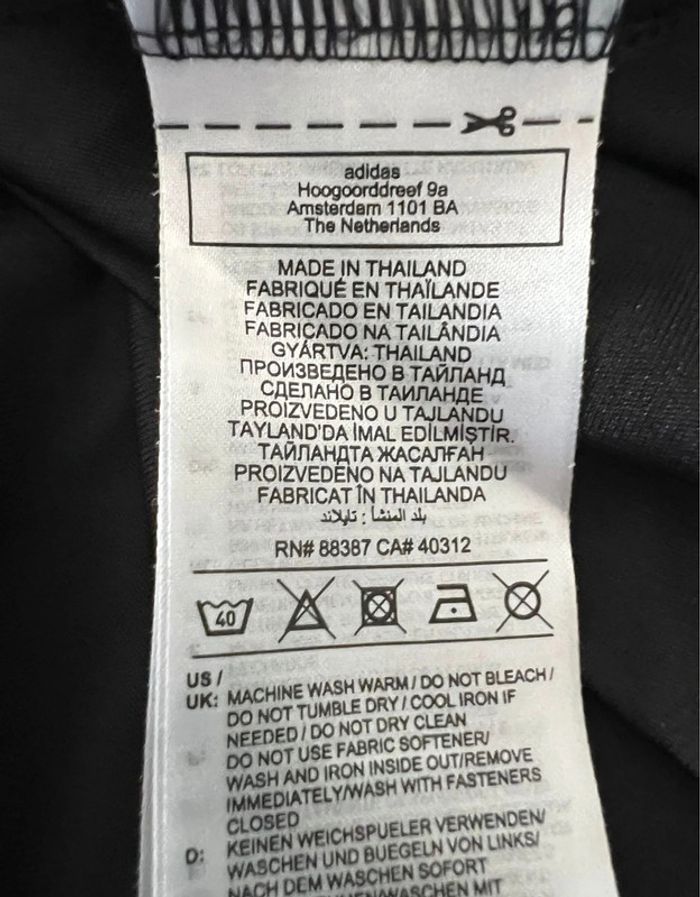 adidas
Hoogoorddreef 9a
Amsterdam 1101 BA
The Netherlands
MADE IN THAILAND
FABRIQUÉ EN THAÏLANDE
FABRICADO EN TAILANDIA
FABRICADO NA TAILÂNDIA
GYÁRTVA: THAILAND
ПРОИЗВЕДЕНО В ТАЙЛАНД
СДЕЛАНО В ТАИЛАНДЕ
PROIZVEDENO U TAJLANDU
TAYLAND'DA İMAL EDİLMİŞTİR.
ТАЙЛАНДТА ЖАСАЛҒАН
PROIZVEDENO NA TAJLANDU
FABRICAT ÎN THAILANDA
بلد المنشأ : تايلاند
RN# 88387 CA# 40312
40
US /
UK: MACHINE WASH WARM / DO NOT BLEACH /
DO NOT TUMBLE DRY / COOL IRON IF
NEEDED / DO NOT DRY CLEAN
DO NOT USE FABRIC SOFTENER/
WASH AND IRON INSIDE OUT/REMOVE
IMMEDIATELY/WASH WITH FASTENERS
CLOSED
D: KEINEN WEICHSPUELER VERWENDEN/
WASCHEN UND BUEGELN VON LINKS/
NACH DEM WASCHEN SOFORT
MIT